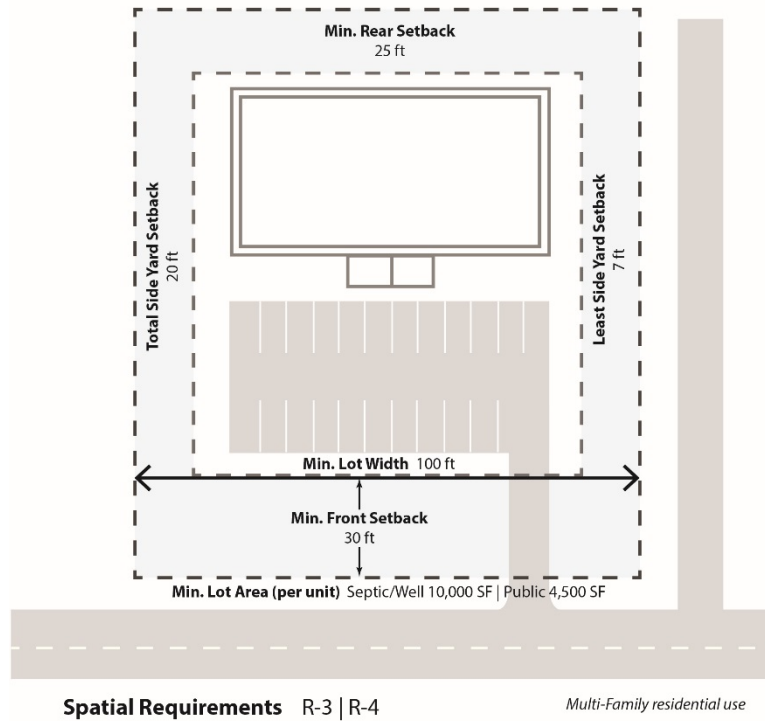 Min. Rear Setback
25 ft
Total Side Yard Setback
20 ft
Least Side Yard Setback
7 ft
Min. Lot Width 100 ft
Min. Front Setback
30 ft
Min. Lot Area (per unit) Septic/Well 10,000 SF | Public 4,500 SF
Spatial Requirements R-3 | R-4
Multi-Family residential use